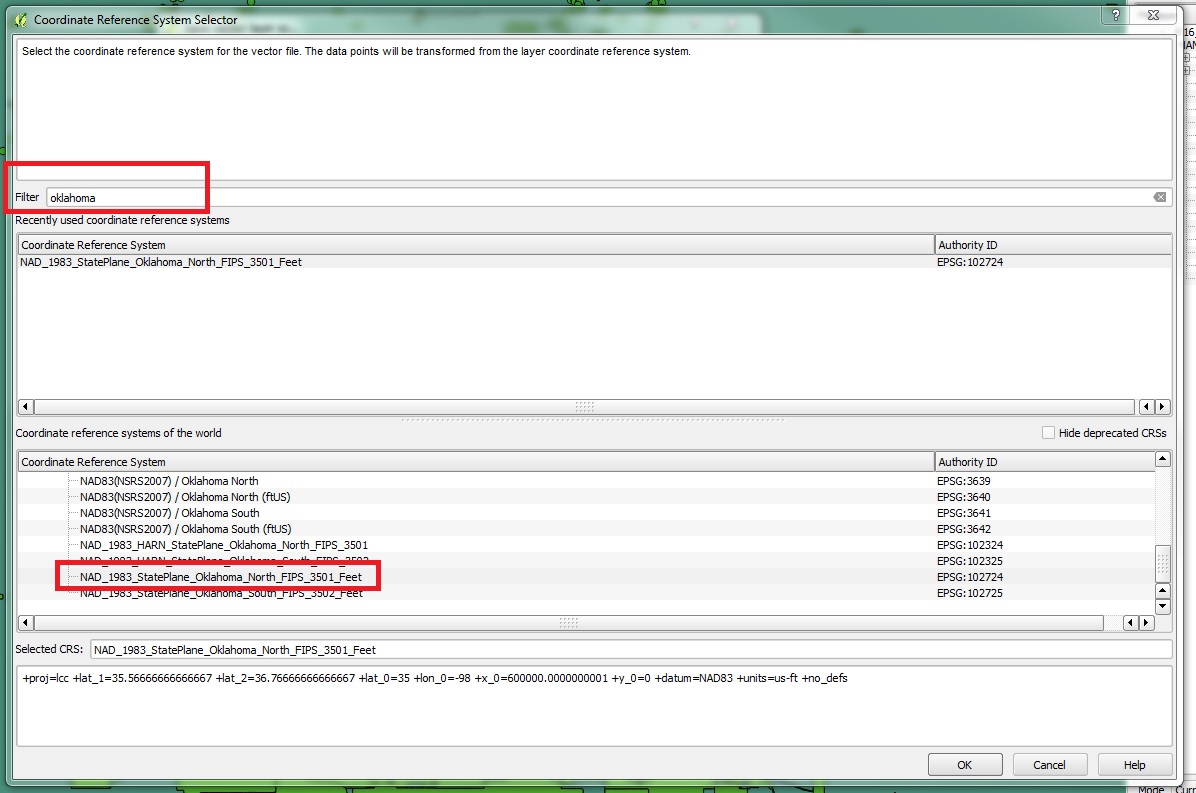 Coordinate Reference System Selector
?
Select the coordinate reference system for the vector file. The data points will be transformed from the layer coordinate reference system.
Filter oklahoma
Recently used coordinate reference systems
Coordinate Reference System Authority ID
NAD_1983_StatePlane_Oklahoma_North_FIPS_3501_Feet EPSG:102724
Coordinate reference systems of the world Hide deprecated CRSs
Coordinate Reference System Authority ID
NAD83(NSRS2007) / Oklahoma North EPSG:3639
NAD83(NSRS2007) / Oklahoma North (ftUS) EPSG:3640
NAD83(NSRS2007) / Oklahoma South EPSG:3641
NAD83(NSRS2007) / Oklahoma South (ftUS) EPSG:3642
NAD_1983_HARN_StatePlane_Oklahoma_North_FIPS_3501 EPSG:102324
NAD_1983_HARN_StatePlane_Oklahoma_South_FIPS_3502 EPSG:102325
NAD_1983_StatePlane_Oklahoma_North_FIPS_3501_Feet EPSG:102724
NAD_1983_StatePlane_Oklahoma_South_FIPS_3502_Feet EPSG:102725
Selected CRS: NAD_1983_StatePlane_Oklahoma_North_FIPS_3501_Feet
+proj=lcc +lat_1=35.56666666666667 +lat_2=36.76666666666667 +lat_0=35 +lon_0=-98 +x_0=600000.0000000001 +y_0=0 +datum=NAD83 +units=us-ft +no_defs
OK Cancel Help
Mode